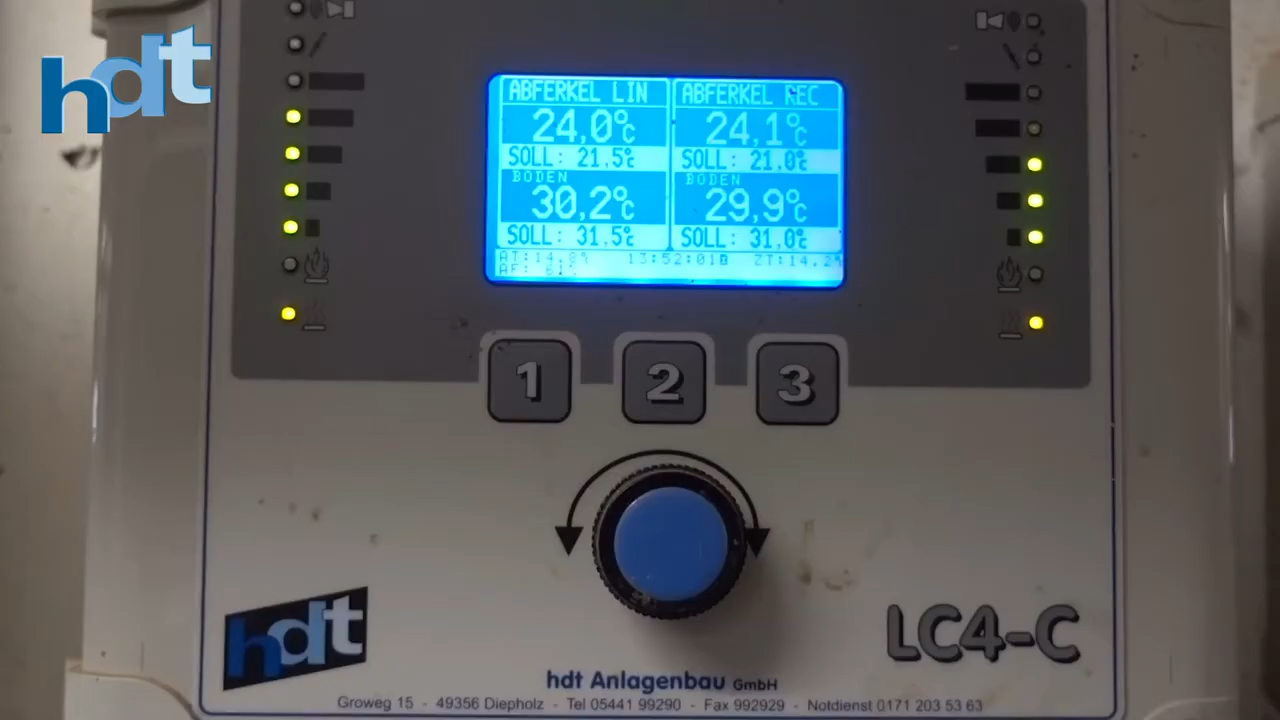 hdt
ABFERKEL LIN
ABFERKEL REC
24,0°C
24,1°C
SOLL: 21.5°C
SOLL: 21.0°C
BODEN
BODEN
30,2°C
29,9°C
SOLL: 31.5°C
SOLL: 31.0°C
13:52:01
1
2
3
hdt
LC4-C
hdt Anlagenbau GmbH
Groweg 15 - 49356 Diepholz - Tel 05441 99290 - Fax 992929 - Notdienst 0171 203 53 63